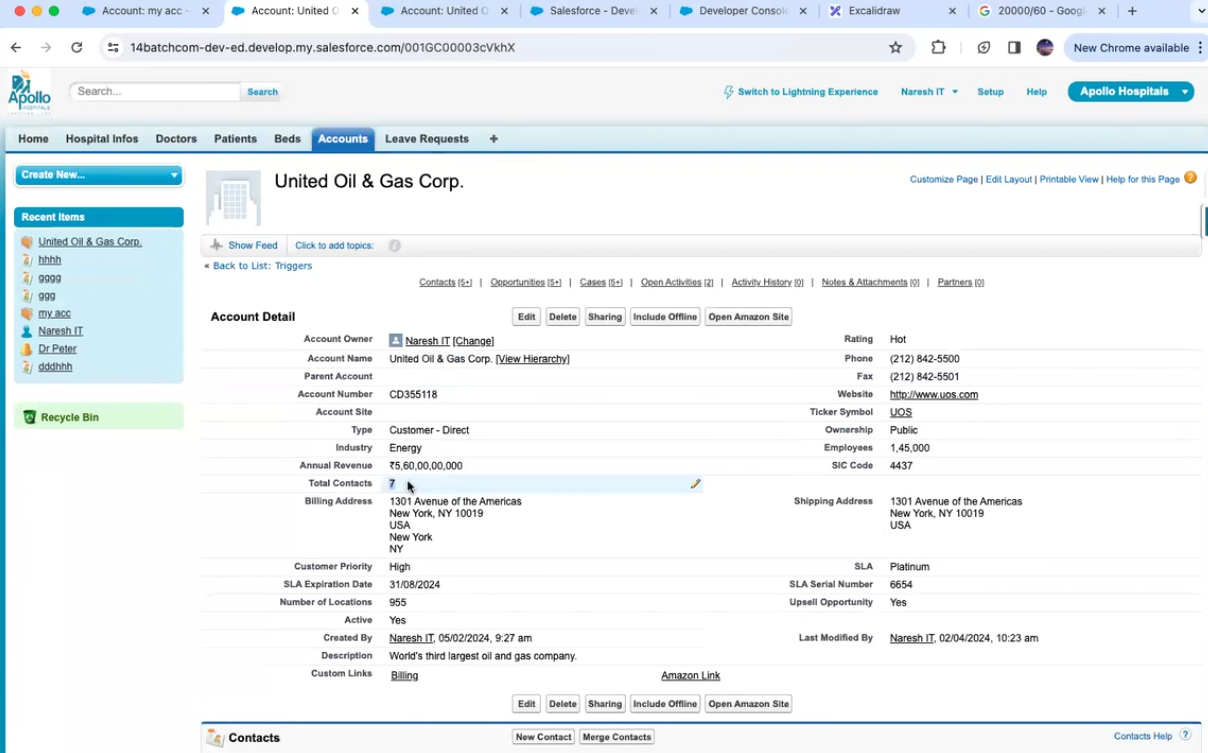 Account: my acc - Account: United O Account: United O Salesforce - Devel Developer Console Excalidraw 20000/60 - Googl
14batchcom-dev-ed.develop.my.salesforce.com/001GC00003cVkhX New Chrome available
Apollo
HOSPITALS
Search... Search Switch to Lightning Experience Naresh IT Setup Help Apollo Hospitals
Home Hospital Infos Doctors Patients Beds Accounts Leave Requests +
Create New...
Recent Items
United Oil & Gas Corp.
hhhh
gggg
ggg
my acc
Naresh IT
Dr Peter
dddhhh
Recycle Bin
United Oil & Gas Corp.
Customize Page | Edit Layout | Printable View | Help for this Page
Show Feed Click to add topics:
« Back to List: Triggers
Contacts [5+] | Opportunities [5+] | Cases [5+] | Open Activities [2] | Activity History [0] | Notes & Attachments [0] | Partners [0]
Account Detail Edit Delete Sharing Include Offline Open Amazon Site
Account Owner Naresh IT [Change] Rating Hot
Account Name United Oil & Gas Corp. [View Hierarchy] Phone (212) 842-5500
Parent Account Fax (212) 842-5501
Account Number CD355118 Website http://www.uos.com
Account Site Ticker Symbol UOS
Type Customer - Direct Ownership Public
Industry Energy Employees 1,45,000
Annual Revenue ₹5,60,00,00,000 SIC Code 4437
Total Contacts 7
Billing Address 1301 Avenue of the Americas Shipping Address 1301 Avenue of the Americas
New York, NY 10019 New York, NY 10019
USA USA
New York
NY
Customer Priority High SLA Platinum
SLA Expiration Date 31/08/2024 SLA Serial Number 6654
Number of Locations 955 Upsell Opportunity Yes
Active Yes
Created By Naresh IT, 05/02/2024, 9:27 am Last Modified By Naresh IT, 02/04/2024, 10:23 am
Description World's third largest oil and gas company.
Custom Links Billing Amazon Link
Edit Delete Sharing Include Offline Open Amazon Site
Contacts New Contact Merge Contacts Contacts Help